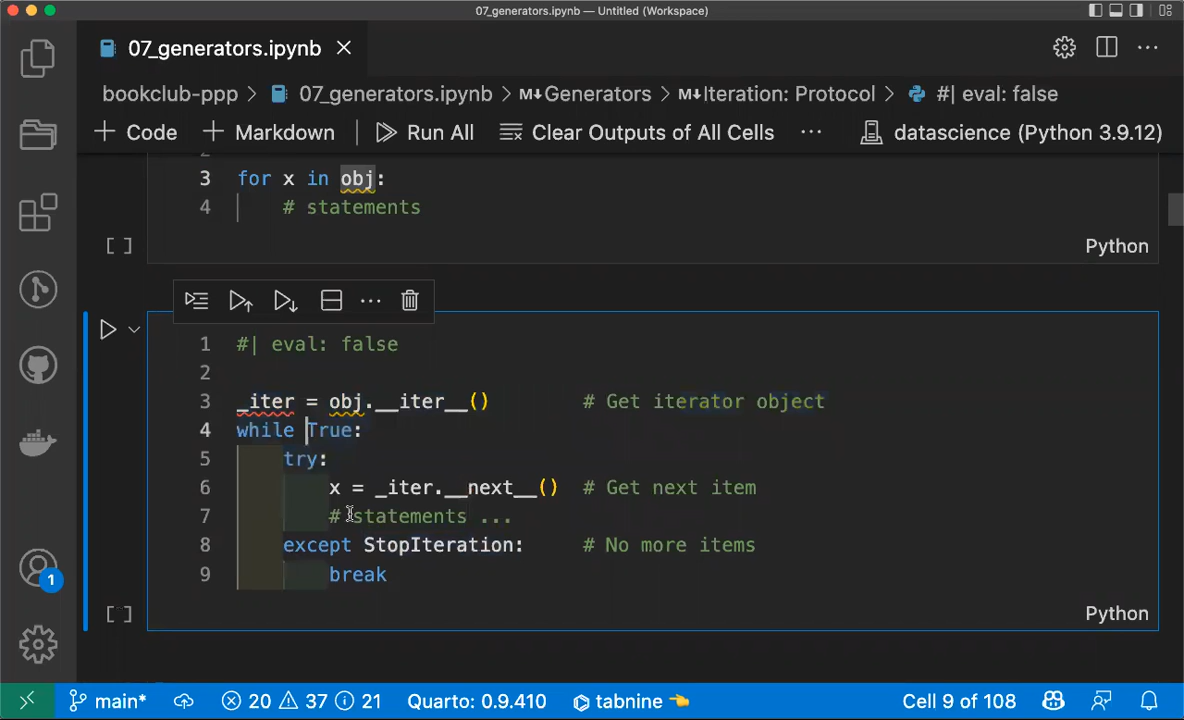 07_generators.ipynb — Untitled (Workspace)
07_generators.ipynb
bookclub-ppp > 07_generators.ipynb > M↓Generators > M↓Iteration: Protocol > #| eval: false
+ Code + Markdown | Run All Clear Outputs of All Cells ... datascience (Python 3.9.12)
3 for x in obj:
4 # statements
[ ] Python
1 #| eval: false
2
3 _iter = obj.__iter__() # Get iterator object
4 while True:
5 try:
6 x = _iter.__next__() # Get next item
7 # statements ...
8 except StopIteration: # No more items
9 break
[ ] Python
1
main* 20 37 21 Quarto: 0.9.410 tabnine Cell 9 of 108